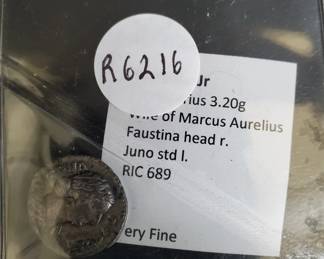 R6216
Jr
rius 3.20g
Wife of Marcus Aurelius
Faustina head r.
Juno std l.
RIC 689
ery Fine